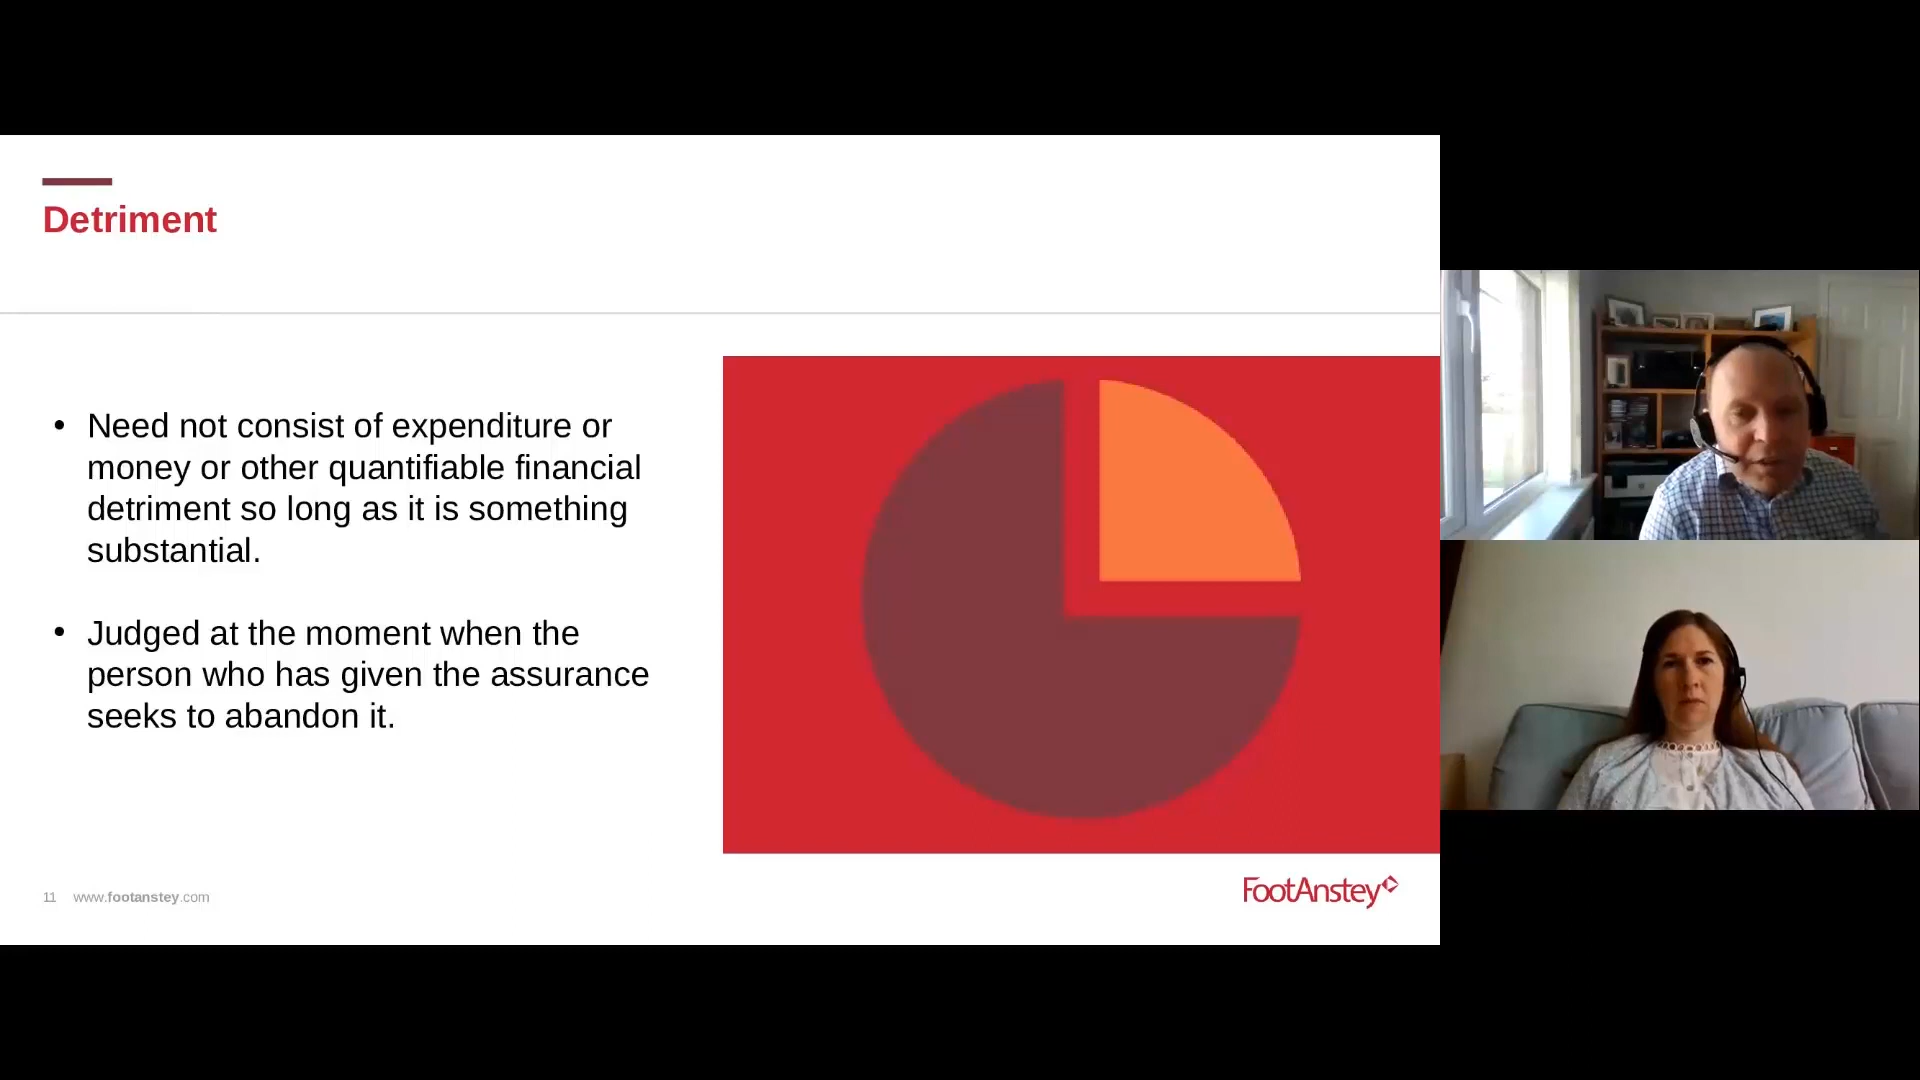 Detriment
• Need not consist of expenditure or
money or other quantifiable financial
detriment so long as it is something
substantial.
• Judged at the moment when the
person who has given the assurance
seeks to abandon it.
11 www.footanstey.com
FootAnstey